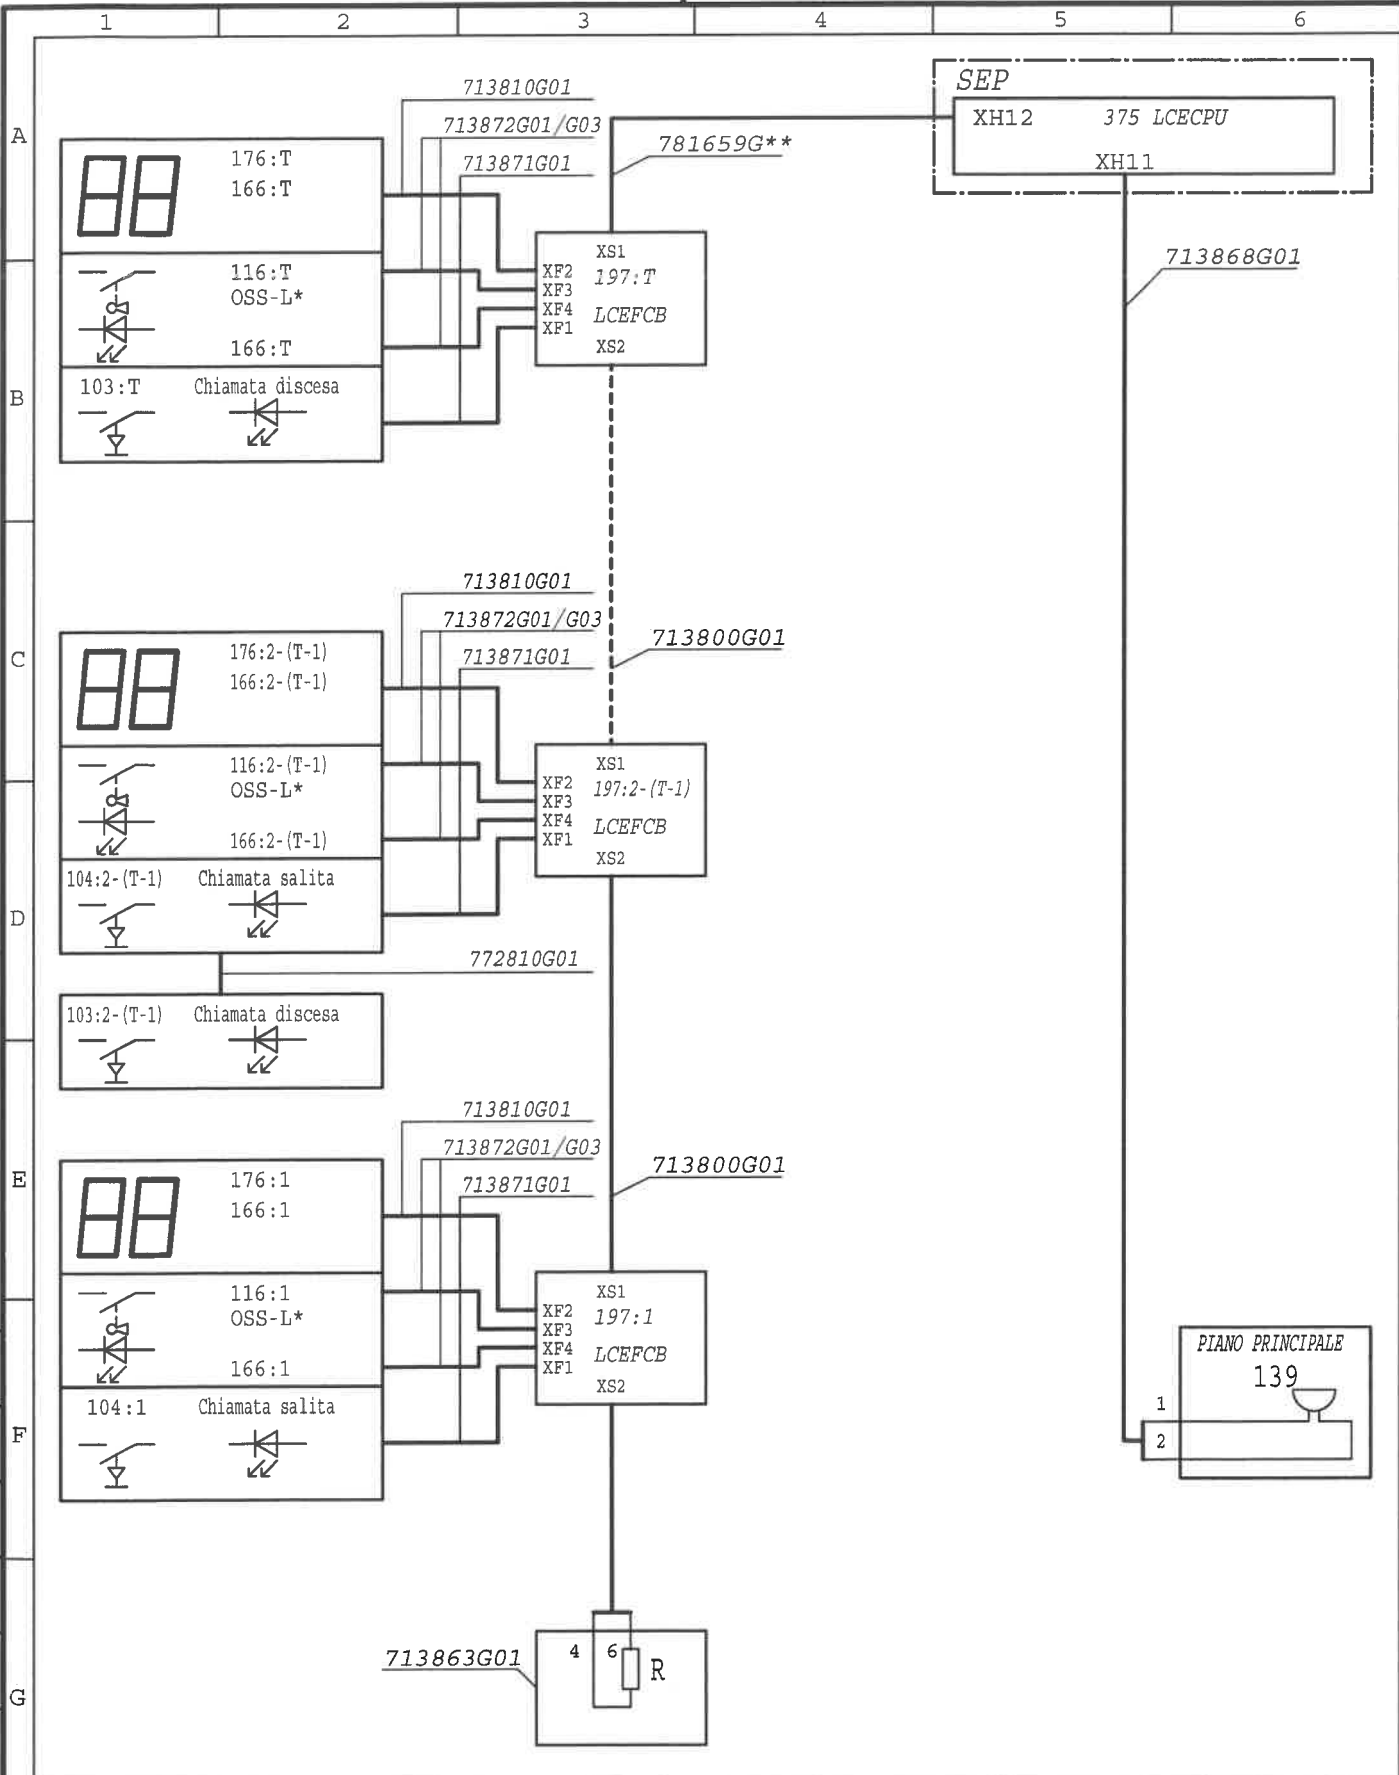 1 2 3 4 5 6
A
B
C
D
E
F
G
SEP
XH12 375 LCECPU
XH11
713810G01
713872G01/G03
713871G01
781659G**
713868G01
176:T
166:T
116:T
OSS-L*
166:T
103:T Chiamata discesa
XS1
XF2 197:T
XF3
XF4 LCEFCB
XF1
XS2
713810G01
713872G01/G03
713871G01
713800G01
176:2-(T-1)
166:2-(T-1)
116:2-(T-1)
OSS-L*
166:2-(T-1)
104:2-(T-1) Chiamata salita
XS1
XF2 197:2-(T-1)
XF3
XF4 LCEFCB
XF1
XS2
772810G01
103:2-(T-1) Chiamata discesa
713810G01
713872G01/G03
713871G01
713800G01
176:1
166:1
116:1
OSS-L*
166:1
104:1 Chiamata salita
XS1
XF2 197:1
XF3
XF4 LCEFCB
XF1
XS2
PIANO PRINCIPALE
139
1
2
713863G01
4 6 R